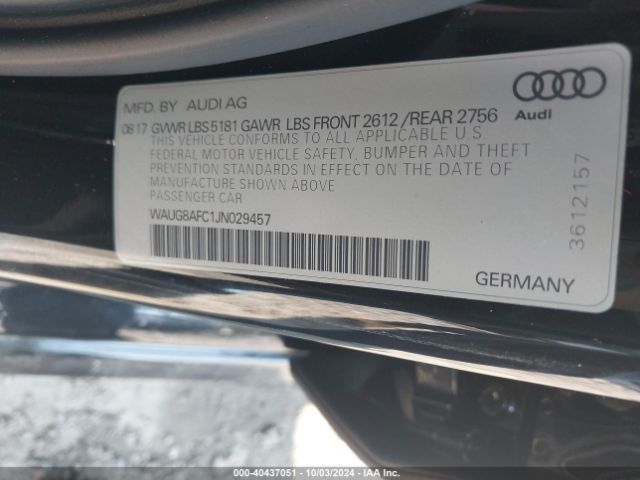 MFD. BY AUDI AG
08.17 GVWR LBS 5181 GAWR LBS FRONT 2612 /REAR 2756
THIS VEHICLE CONFORMS TO ALL APPLICABLE U.S.
FEDERAL MOTOR VEHICLE SAFETY, BUMPER AND THEFT
PREVENTION STANDARDS IN EFFECT ON THE DATE OF
MANUFACTURE SHOWN ABOVE
PASSENGER CAR
WAUG8AFC1JN029457
Audi
3612157
GERMANY
000-40437051 - 10/03/2024 - IAA Inc.